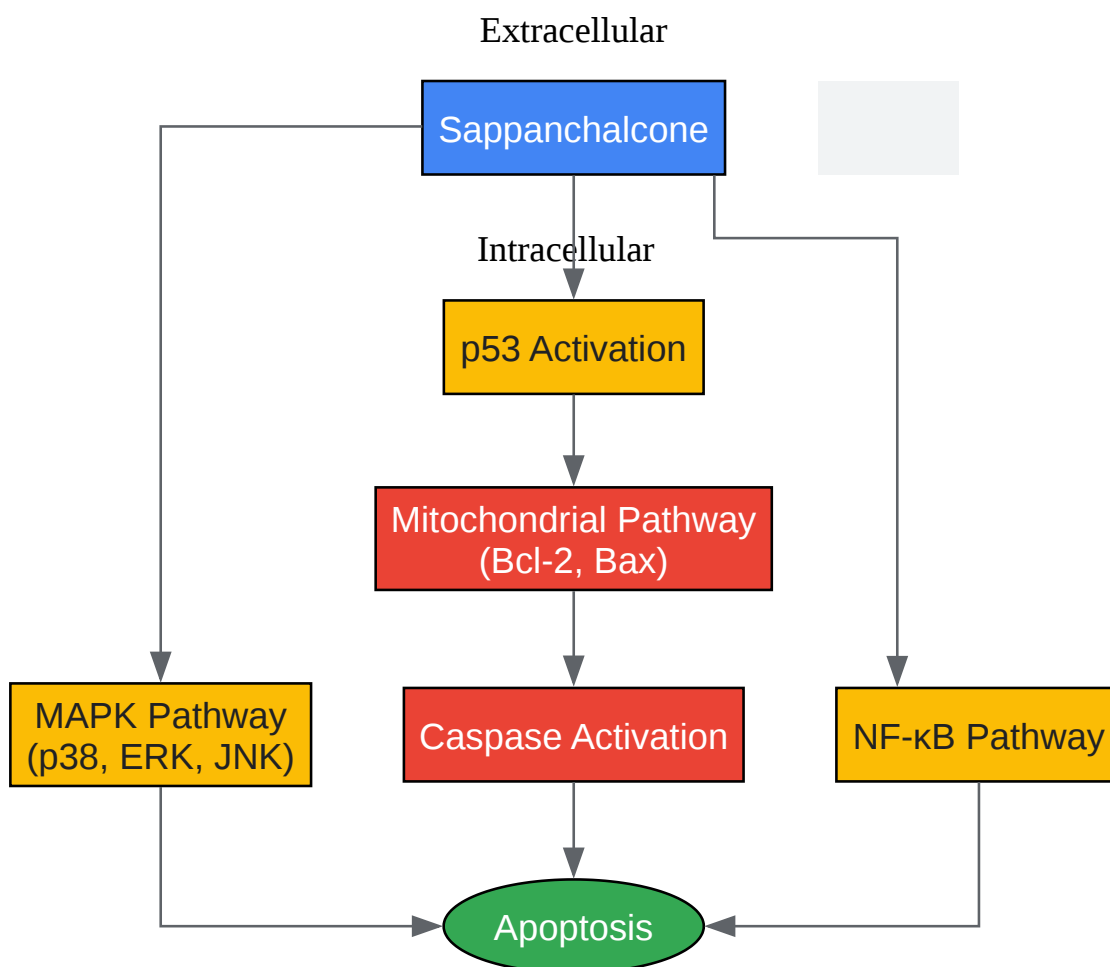 Extracellular
Sappanchalcone
Intracellular
p53 Activation
Mitochondrial Pathway
(Bcl-2, Bax)
MAPK Pathway
(p38, ERK, JNK)
Caspase Activation
NF-κB Pathway
Apoptosis